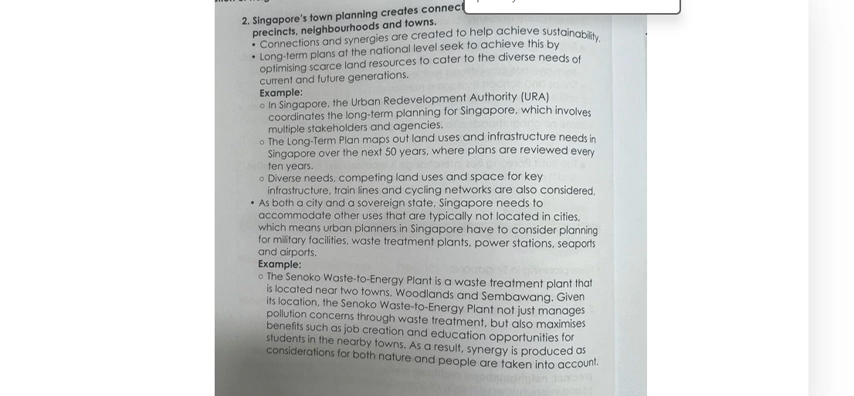 2. Singapore's town planning creates connec
precincts, neighbourhoods and towns.
• Connections and synergies are created to help achieve sustainability.
• Long-term plans at the national level seek to achieve this by
optimising scarce land resources to cater to the diverse needs of
current and future generations.
Example:
○ In Singapore, the Urban Redevelopment Authority (URA)
coordinates the long-term planning for Singapore, which involves
multiple stakeholders and agencies.
○ The Long-Term Plan maps out land uses and infrastructure needs in
Singapore over the next 50 years, where plans are reviewed every
ten years.
○ Diverse needs, competing land uses and space for key
infrastructure, train lines and cycling networks are also considered.
• As both a city and a sovereign state, Singapore needs to
accommodate other uses that are typically not located in cities,
which means urban planners in Singapore have to consider planning
for military facilities, waste treatment plants, power stations, seaports
and airports.
Example:
○ The Senoko Waste-to-Energy Plant is a waste treatment plant that
is located near two towns, Woodlands and Sembawang. Given
its location, the Senoko Waste-to-Energy Plant not just manages
pollution concerns through waste treatment, but also maximises
benefits such as job creation and education opportunities for
students in the nearby towns. As a result, synergy is produced as
considerations for both nature and people are taken into account.